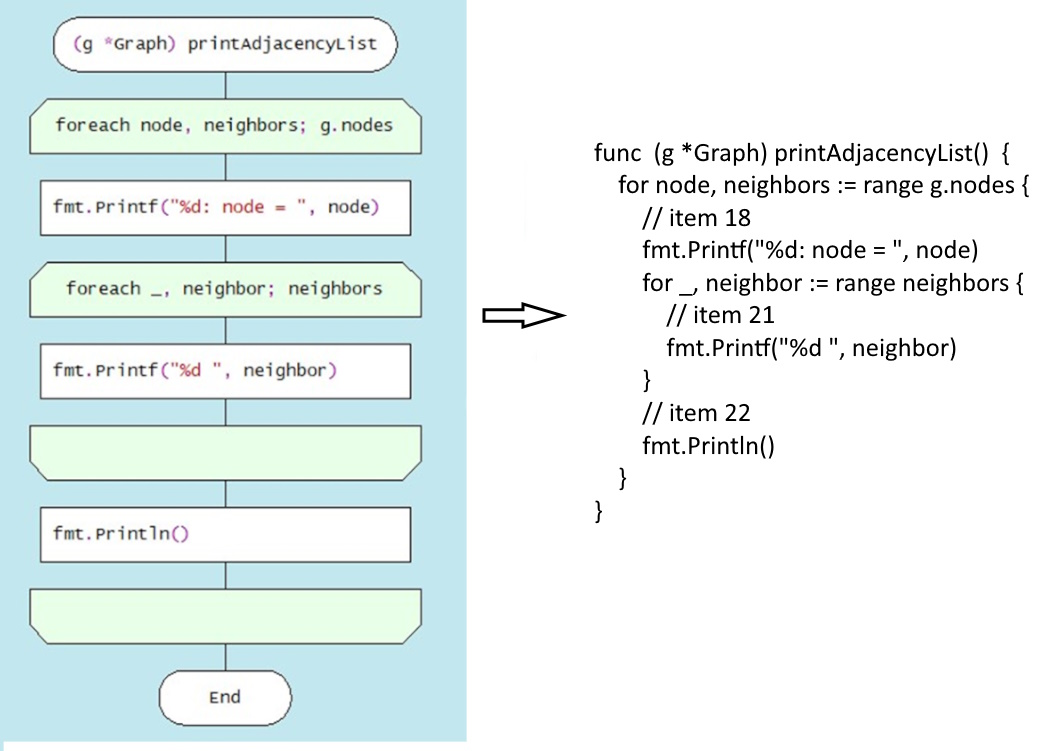 (g *Graph) printAdjacencyList
foreach node, neighbors; g.nodes
fmt.Printf("%d: node = ", node)
foreach _, neighbor; neighbors
fmt.Printf("%d ", neighbor)
fmt.Println()
End
func  (g *Graph) printAdjacencyList()  {
for node, neighbors := range g.nodes {
// item 18
fmt.Printf("%d: node = ", node)
for _, neighbor := range neighbors {
// item 21
fmt.Printf("%d ", neighbor)
}
// item 22
fmt.Println()
}
}